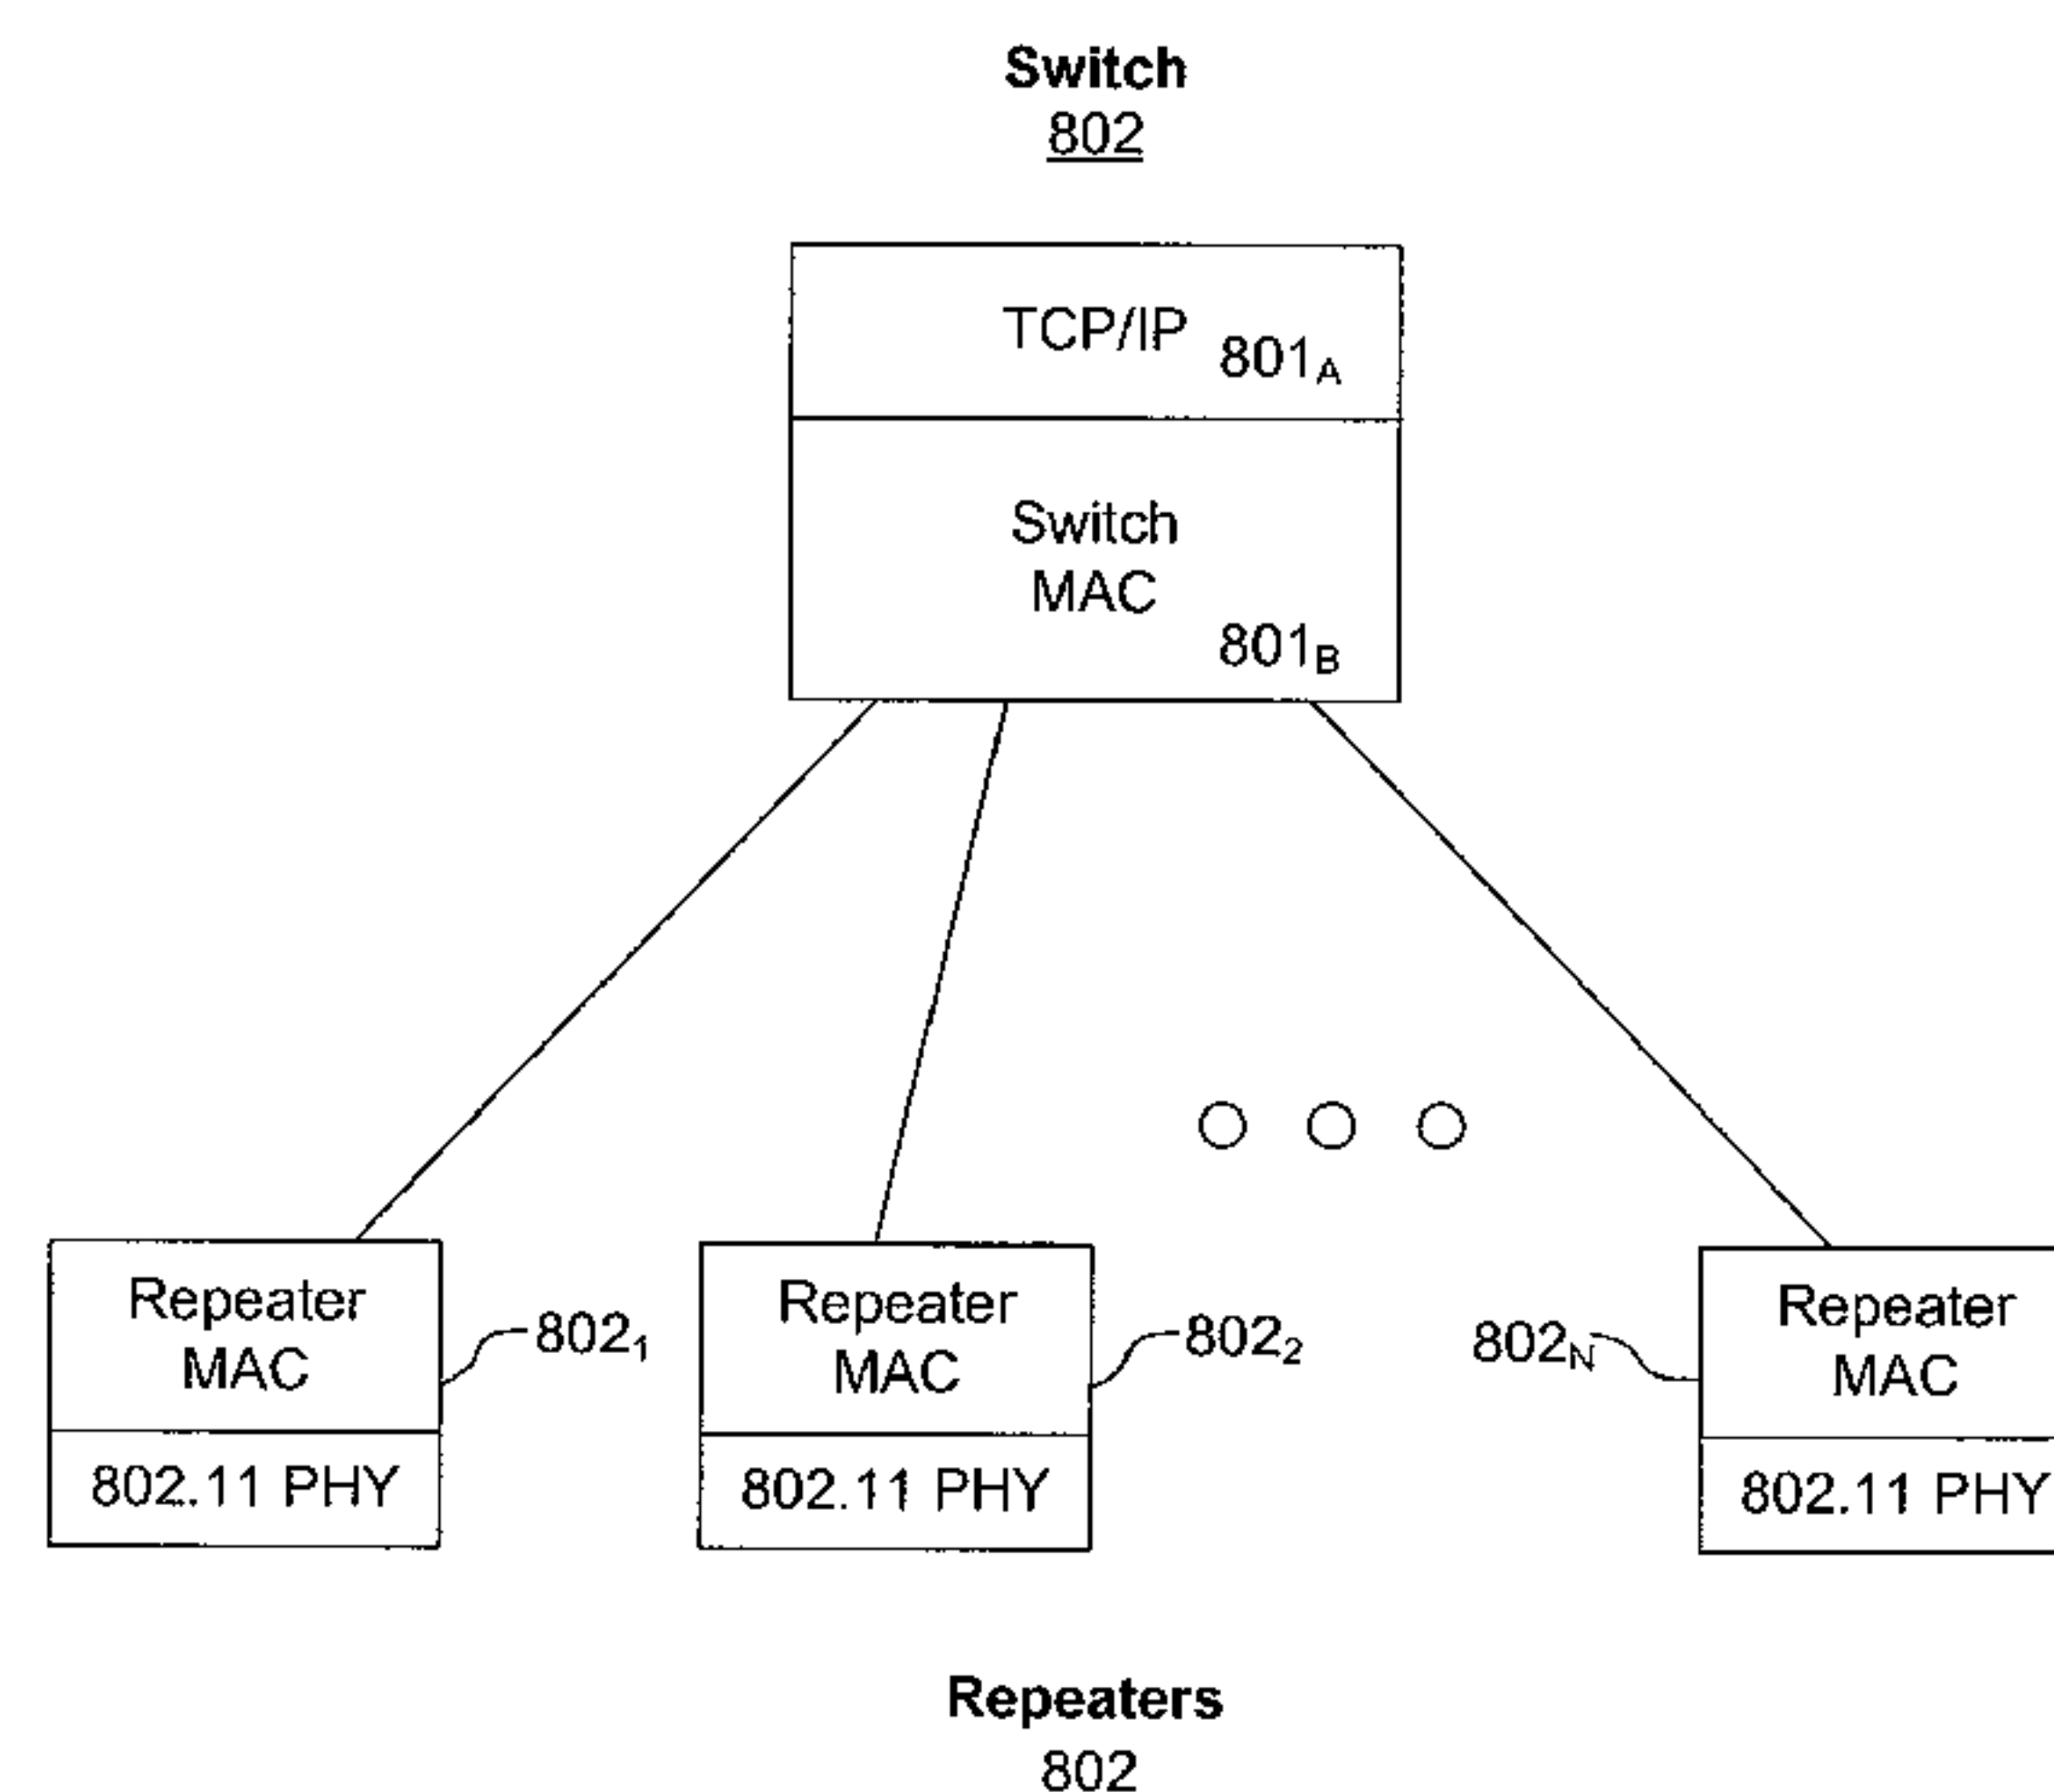 Switch
802
TCP/IP 801A
Switch
MAC
801B
Repeater
MAC
802.11 PHY
8021
Repeater
MAC
802.11 PHY
8022
802N
Repeater
MAC
802.11 PHY
Repeaters
802